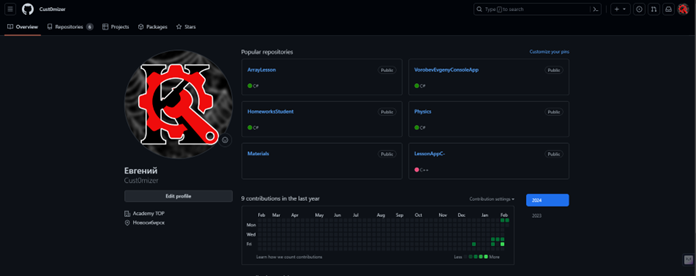 Cust0mizer
Type / to search
Overview
Repositories 6
Projects
Packages
Stars
Popular repositories
Customize your pins
ArrayLesson
Public
C#
VorobevEvgenyConsoleApp
Public
C#
HomeworksStudent
Public
C#
Physics
Public
C#
Materials
Public
LessonAppC-
Public
C++
Евгений
Cust0mizer
Edit profile
Academy TOP
Новосибирск
9 contributions in the last year
Contribution settings
2024
2023
Feb Mar Apr May Jun Jul Aug Sep Oct Nov Dec Jan Feb
Mon
Wed
Fri
Learn how we count contributions
Less More